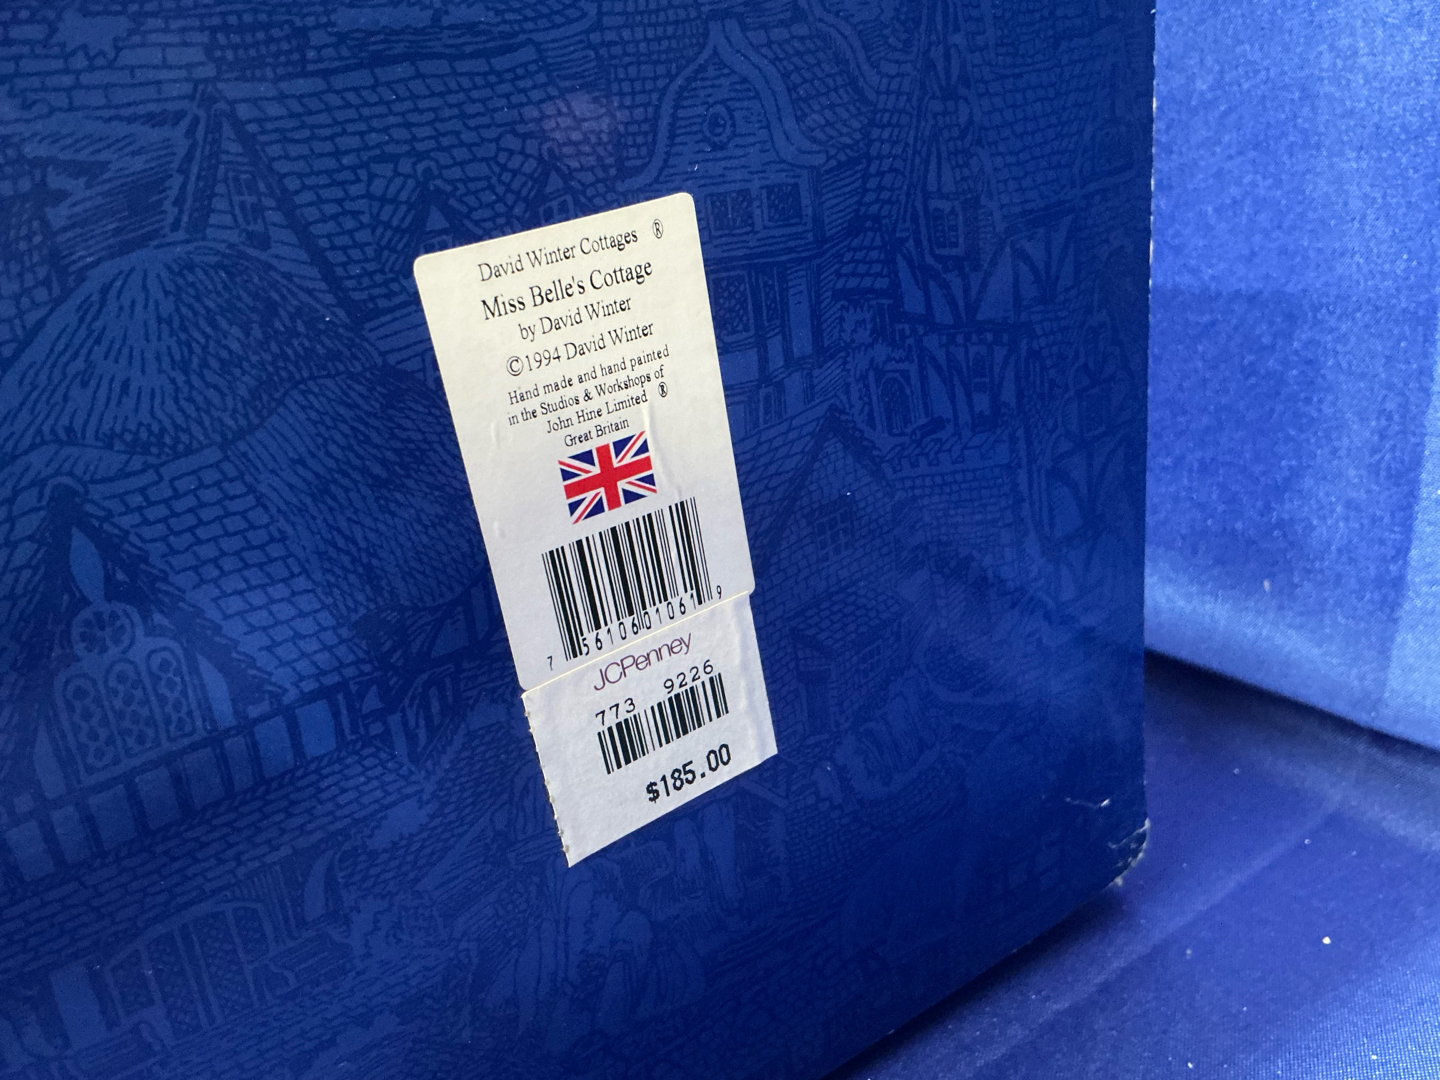 David Winter Cottages ®
Miss Belle's Cottage
by David Winter
©1994 David Winter
Hand made and hand painted
in the Studios & Workshops of
John Hine Limited ®
Great Britain
7 56106 01061 9
JCPenney
773 9226
$185.00